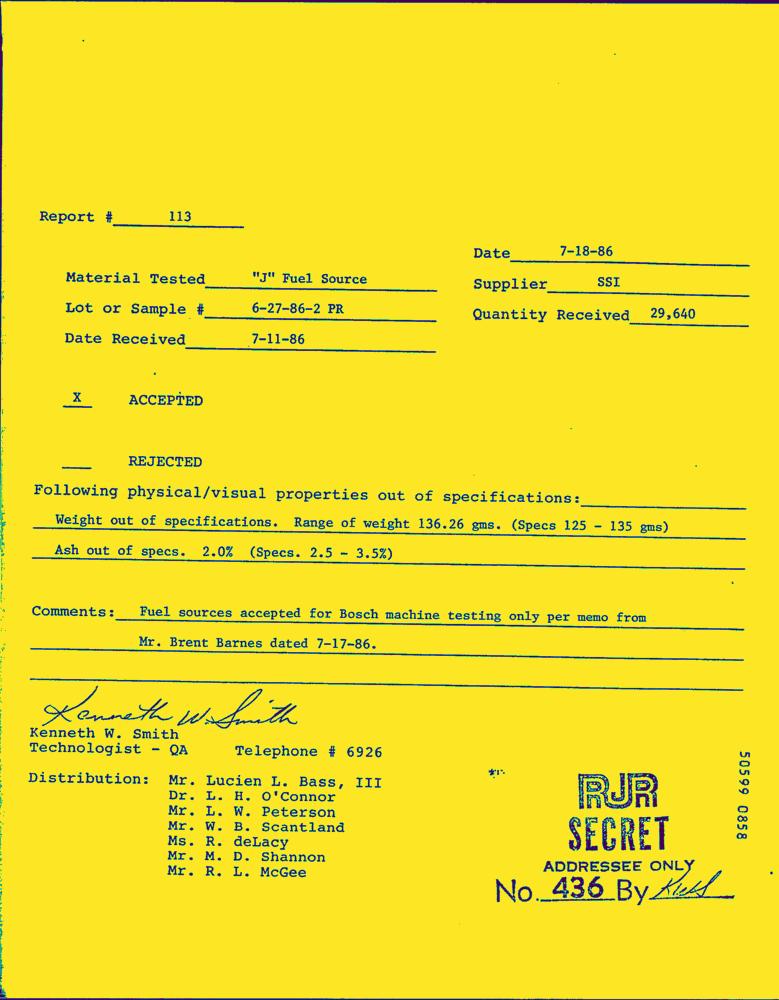 Report # 113
Date 7-18-86
Material Tested "J" Fuel Source
Supplier SSI
Lot or Sample # 6-27-86-2 PR
Quantity Received 29,640
Date Received 7-11-86
X ACCEPTED
REJECTED
Following physical/visual properties out of specifications:
Weight out of specifications. Range of weight 136.26 gms. (Specs 125 - 135 gms)
Ash out of specs. 2.0% (Specs. 2.5 - 3.5%)
Comments: Fuel sources accepted for Bosch machine testing only per memo from
Mr. Brent Barnes dated 7-17-86.
Kenneth W. Smith
Kenneth W. Smith
Technologist - QA Telephone # 6926
Distribution: Mr. Lucien L. Bass, III
Dr. L. H. O'Connor
Mr. L. W. Peterson
Mr. W. B. Scantland
Ms. R. deLacy
Mr. M. D. Shannon
Mr. R. L. McGee
RJR
SECRET
ADDRESSEE ONLY
No. 436 By
50599 0858